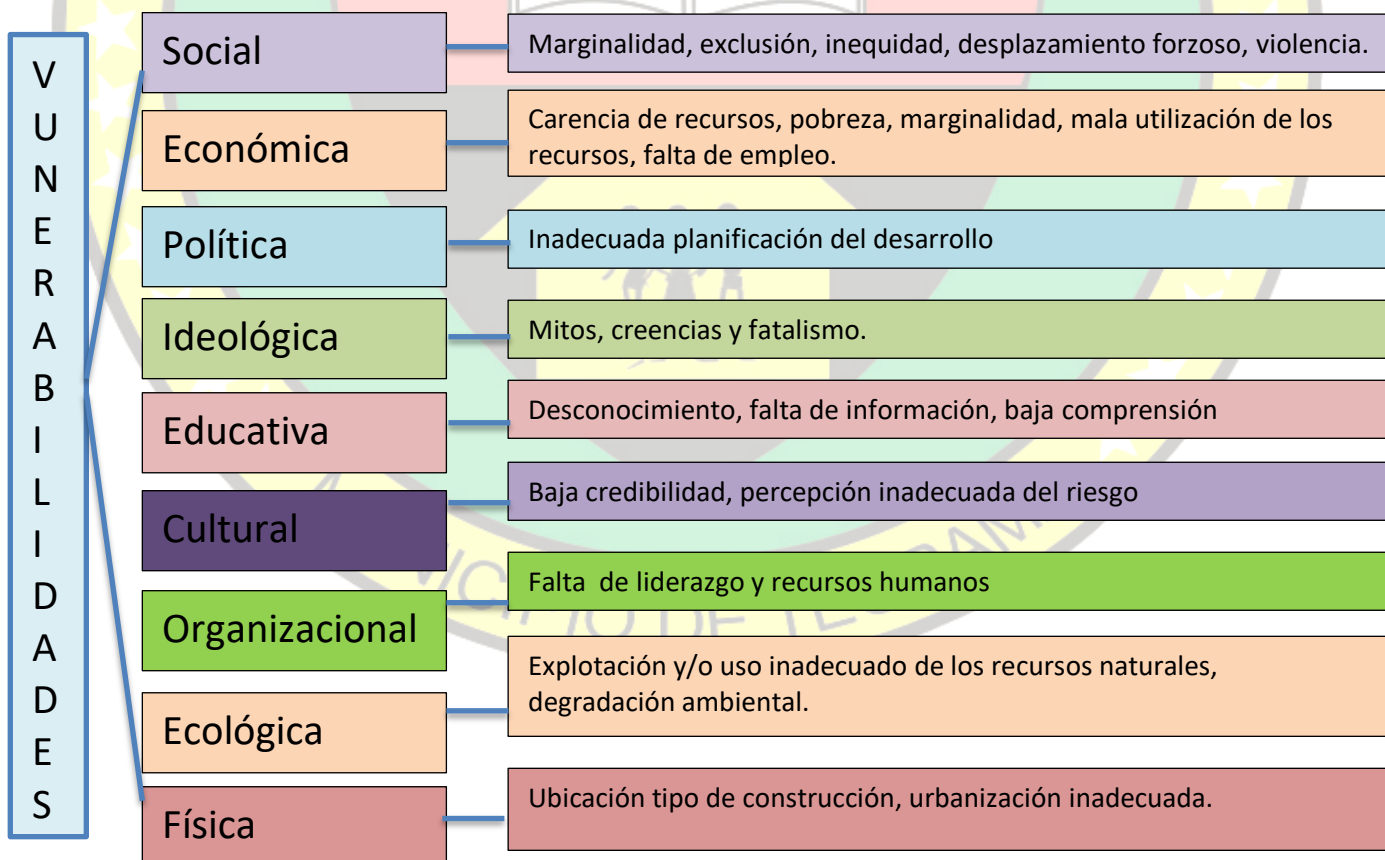 VUNERABILIDADES
Social
Marginalidad, exclusión, inequidad, desplazamiento forzoso, violencia.
Económica
Carencia de recursos, pobreza, marginalidad, mala utilización de los
recursos, falta de empleo.
Política
Inadecuada planificación del desarrollo
Ideológica
Mitos, creencias y fatalismo.
Educativa
Desconocimiento, falta de información, baja comprensión
Cultural
Baja credibilidad, percepción inadecuada del riesgo
Organizacional
Falta de liderazgo y recursos humanos
Ecológica
Explotación y/o uso inadecuado de los recursos naturales,
degradación ambiental.
Física
Ubicación tipo de construcción, urbanización inadecuada.